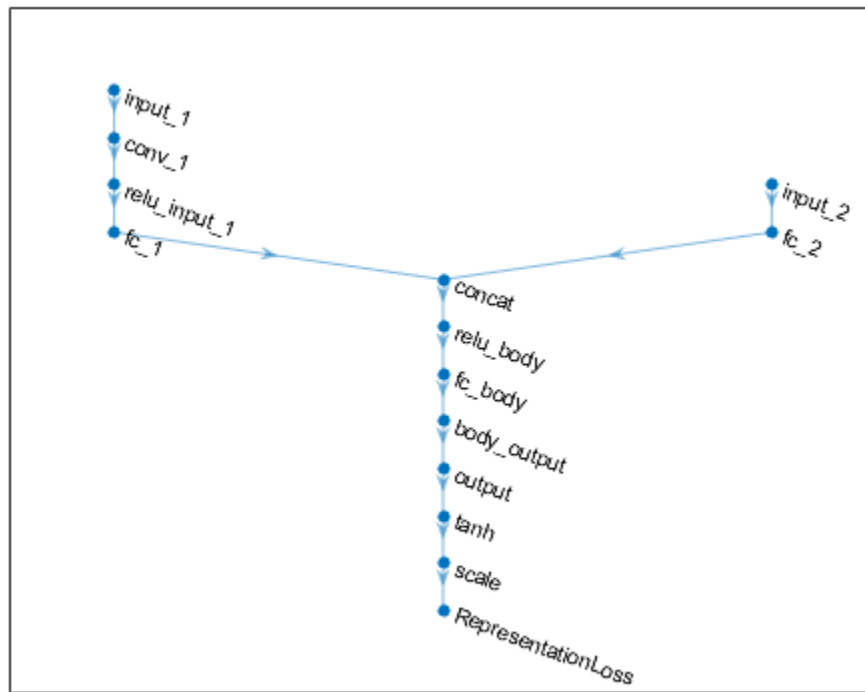 input_1
conv_1
relu_input_1
fc_1
input_2
fc_2
concat
relu_body
fc_body
body_output
output
tanh
scale
RepresentationLoss